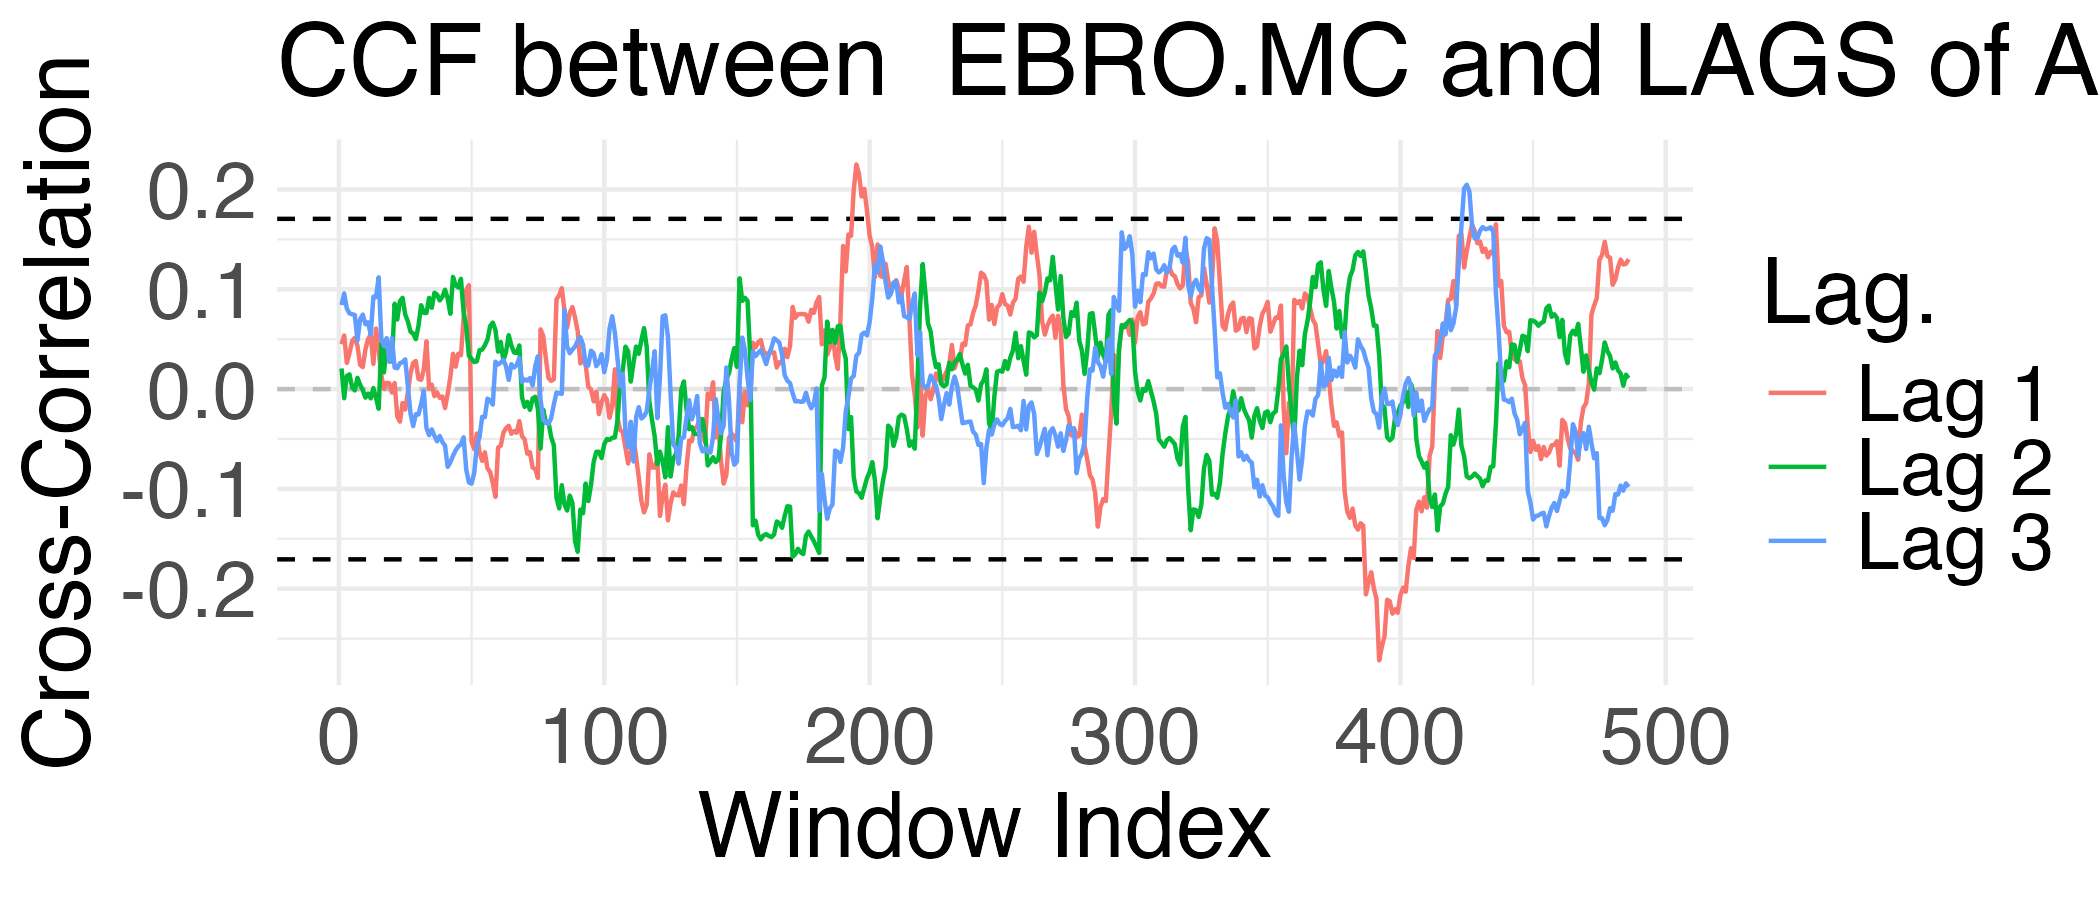 CCF between  EBRO.MC and LAGS of A
Cross-Correlation
0.2
0.1
0.0
-0.1
-0.2
0 100 200 300 400 500
Window Index
Lag.
Lag 1
Lag 2
Lag 3